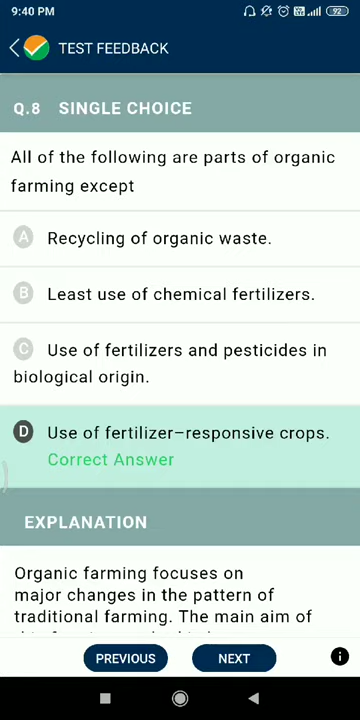 9:40 PM
92
TEST FEEDBACK
Q.8 SINGLE CHOICE
All of the following are parts of organic
farming except
A Recycling of organic waste.
B Least use of chemical fertilizers.
C Use of fertilizers and pesticides in
biological origin.
D Use of fertilizer–responsive crops.
Correct Answer
EXPLANATION
Organic farming focuses on
major changes in the pattern of
traditional farming. The main aim of
PREVIOUS NEXT